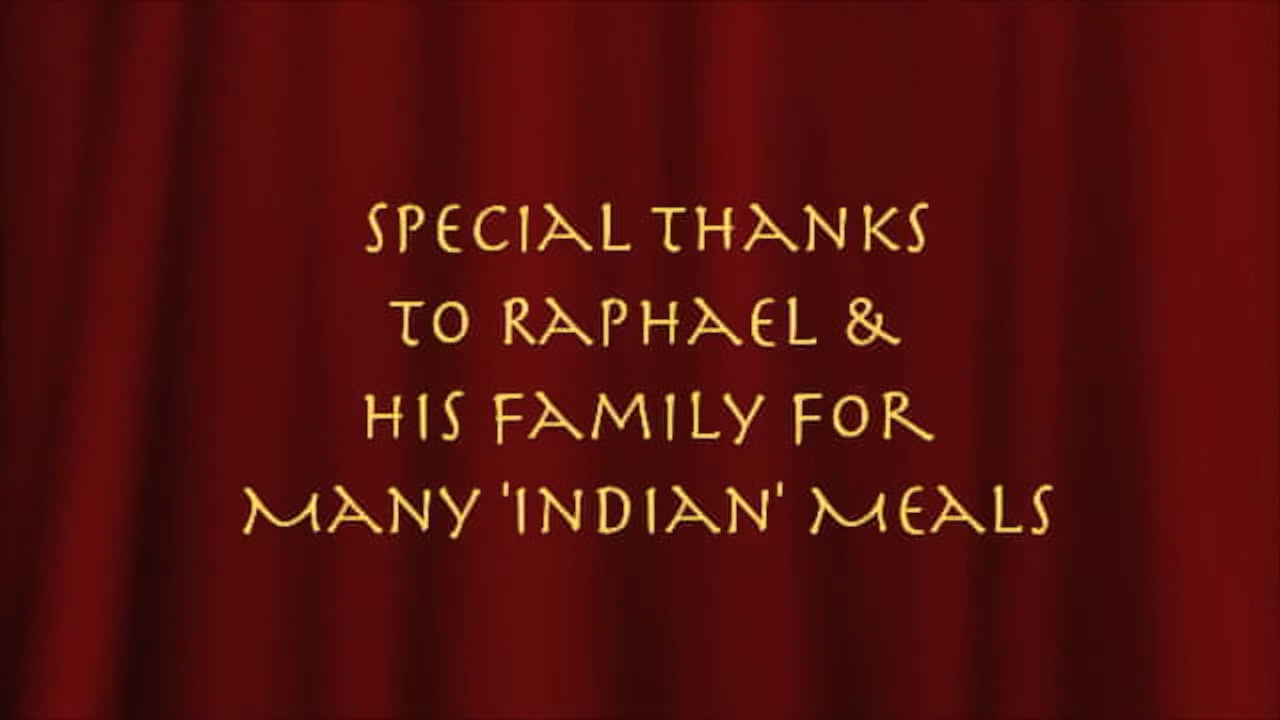 SPECIAL THANKS
TO RAPHAEL &
HIS FAMILY FOR
MANY 'INDIAN' MEALS